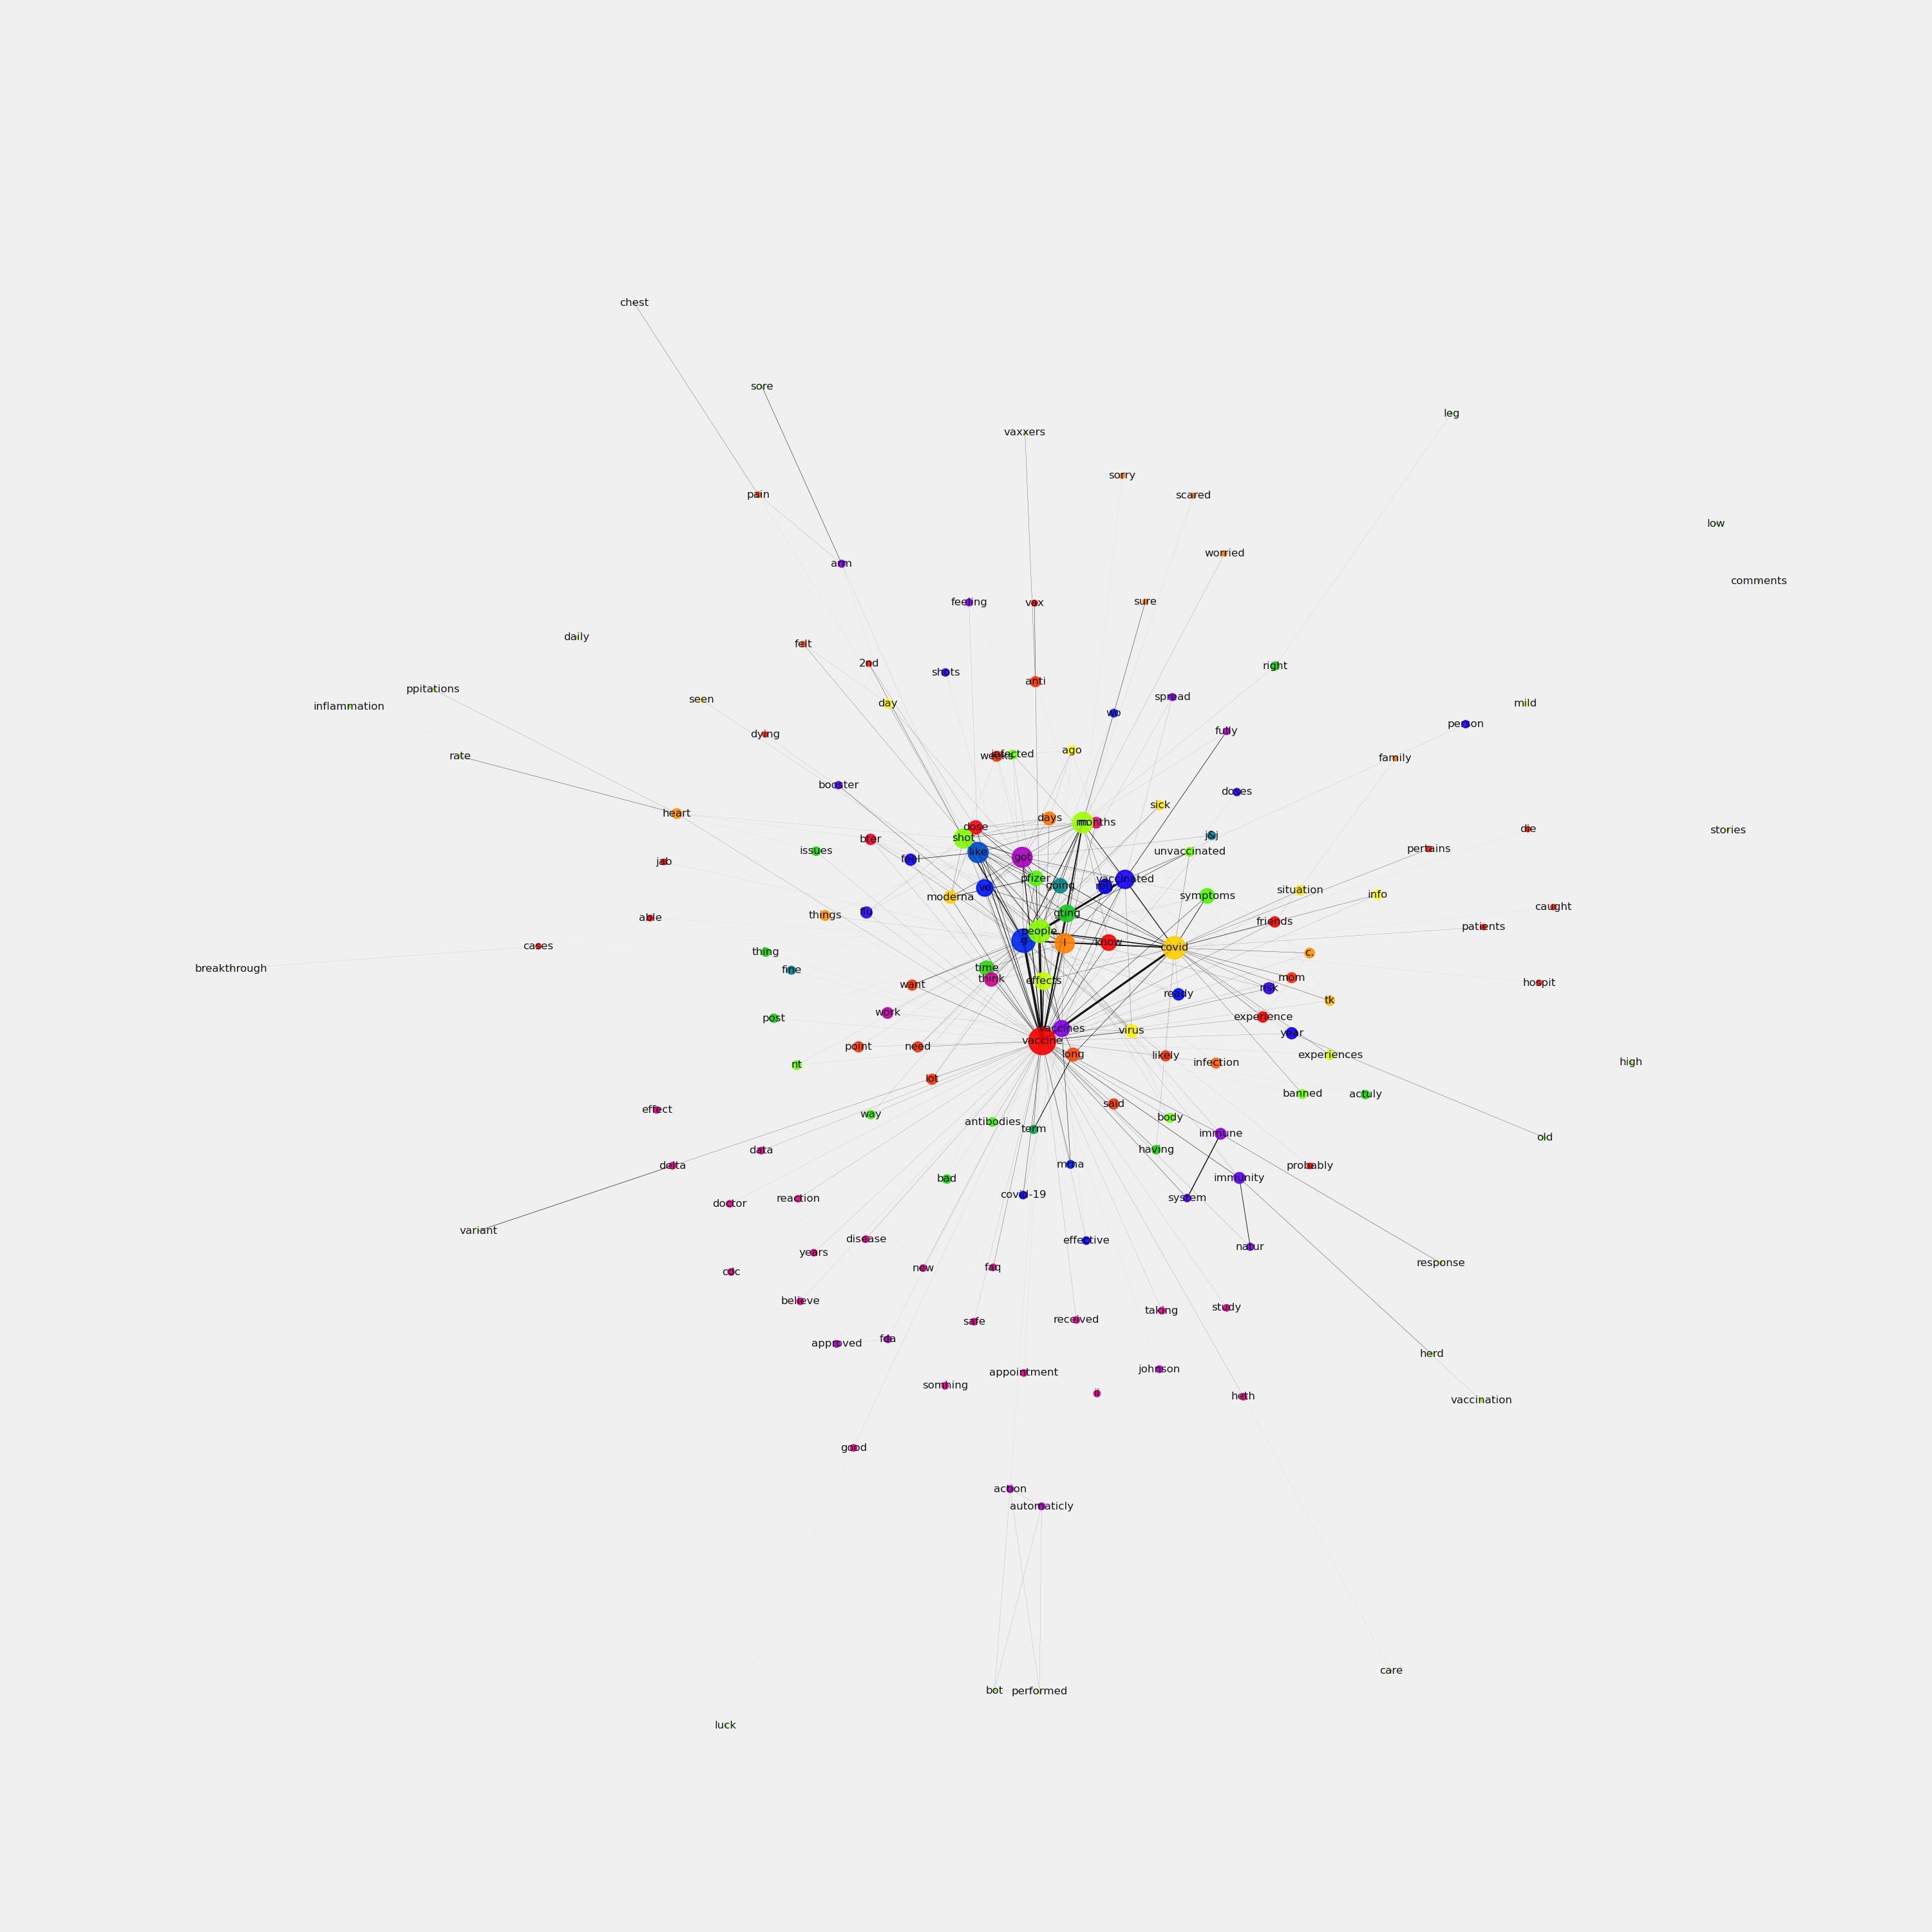 chest
sore
leg
vaxxers
sorry
pain
scared
low
worried
arm
comments
feeling
vax
sure
daily
felt
2nd
right
shots
anti
ppitations
spread
seen
day
mild
inflammation
wo
person
fully
dying
ago
infected
weeks
rate
family
booster
doses
sick
heart
days
m
months
dose
die
stories
shot
j&j
bter
issues
like
unvaccinated
pertains
got
feel
jab
pfizer
vaccinated
going
rell
ve
situation
info
symptoms
moderna
caught
flu
gting
things
able
friends
patients
people
g
I
know
cases
covid
thing
c.
breakthrough
time
fine
think
effects
mom
want
hospit
risk
ready
tk
work
post
experience
vaccines
virus
year
vaccine
point
need
long
likely
experiences
infection
high
nt
lot
banned
actuly
said
effect
way
body
antibodies
term
immune
old
data
having
mrna
delta
probably
bad
immunity
covid-19
reaction
system
doctor
variant
disease
effective
natur
years
response
new
faq
cdc
believe
study
taking
safe
received
fda
approved
herd
johnson
appointment
somhing
ii
heth
vaccination
good
action
automaticly
care
bot
performed
luck